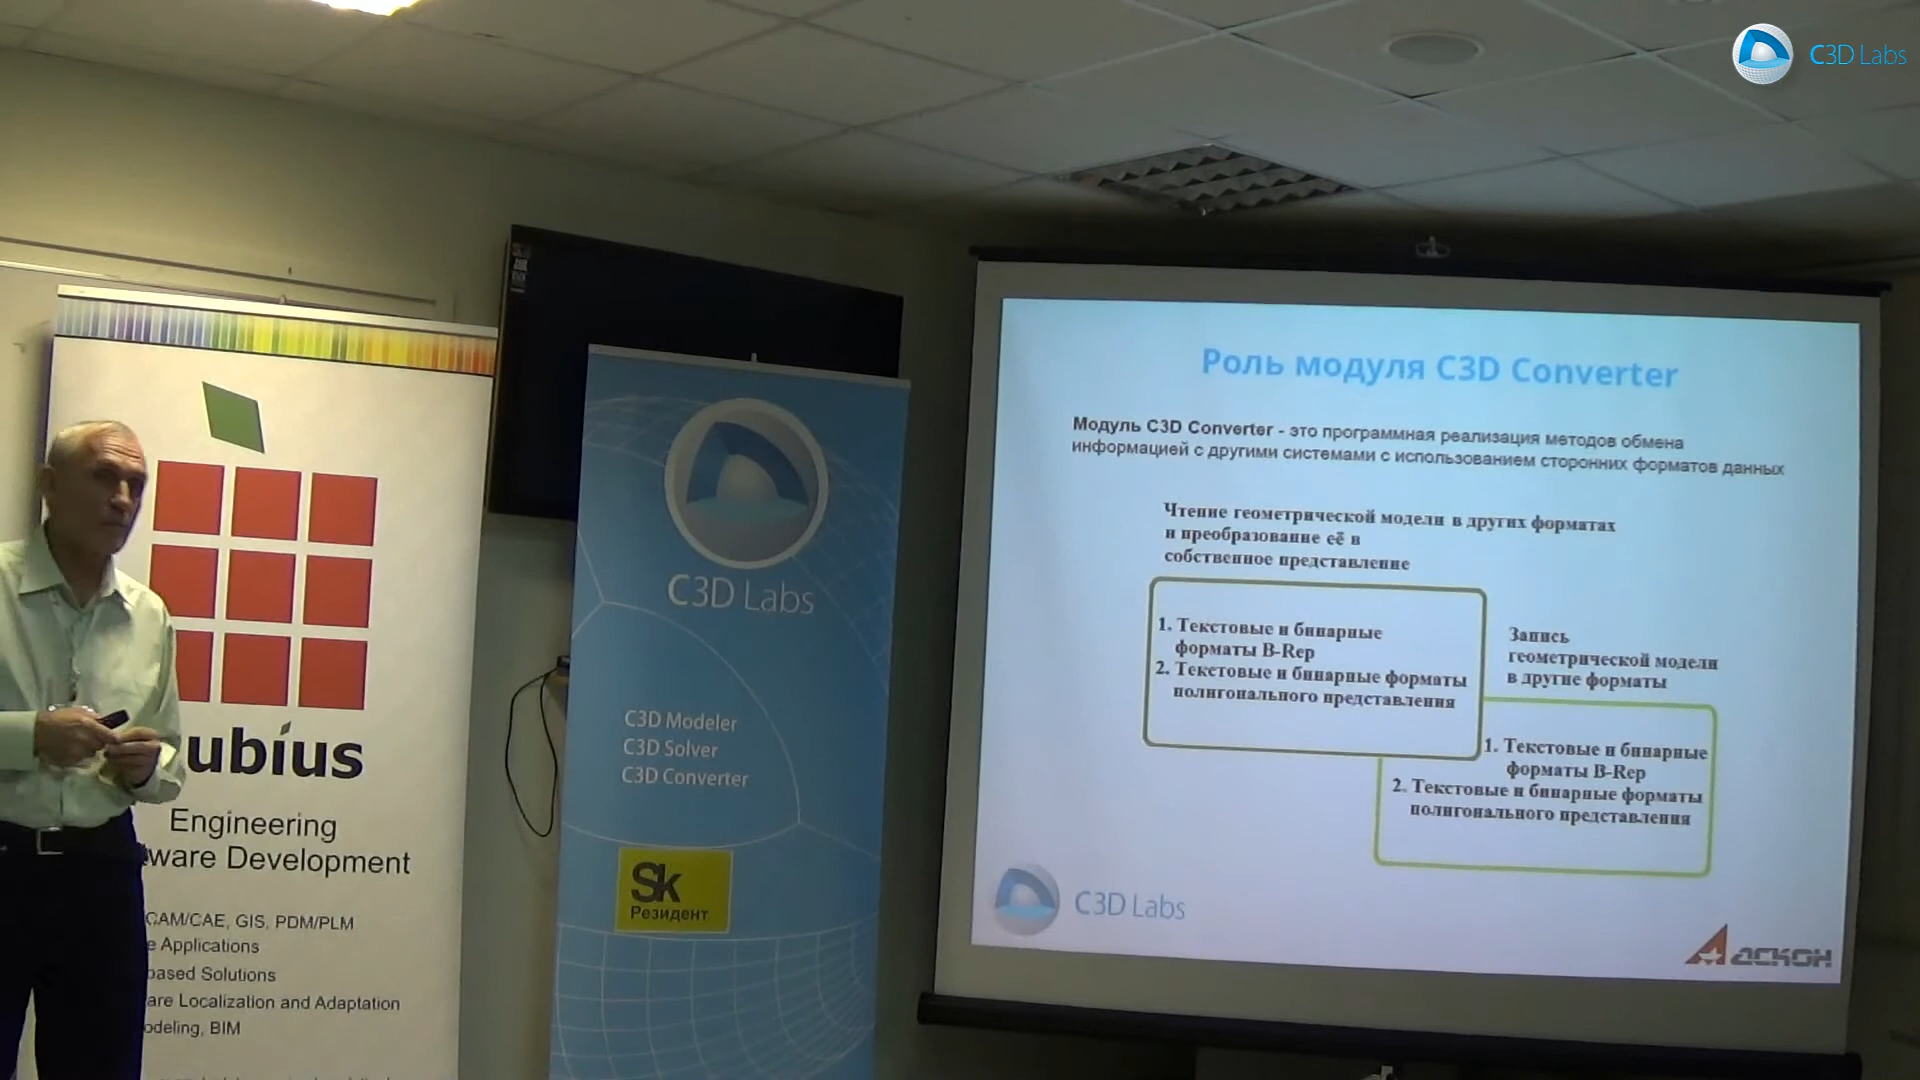 C3D Labs
ubius
Engineering
ware Development
CAM/CAE, GIS, PDM/PLM
e Applications
based Solutions
are Localization and Adaptation
odeling, BIM
C3D Labs
C3D Modeler
C3D Solver
C3D Converter
Sk
Резидент
Роль модуля C3D Converter
Модуль C3D Converter - это программная реализация методов обмена
информацией с другими системами с использованием сторонних форматов данных
Чтение геометрической модели в других форматах
и преобразование её в
собственное представление
1. Текстовые и бинарные
форматы B-Rep
2. Текстовые и бинарные форматы
полигонального представления
Запись
геометрической модели
в другие форматы
1. Текстовые и бинарные
форматы B-Rep
2. Текстовые и бинарные форматы
полигонального представления
C3D Labs
АСКОН